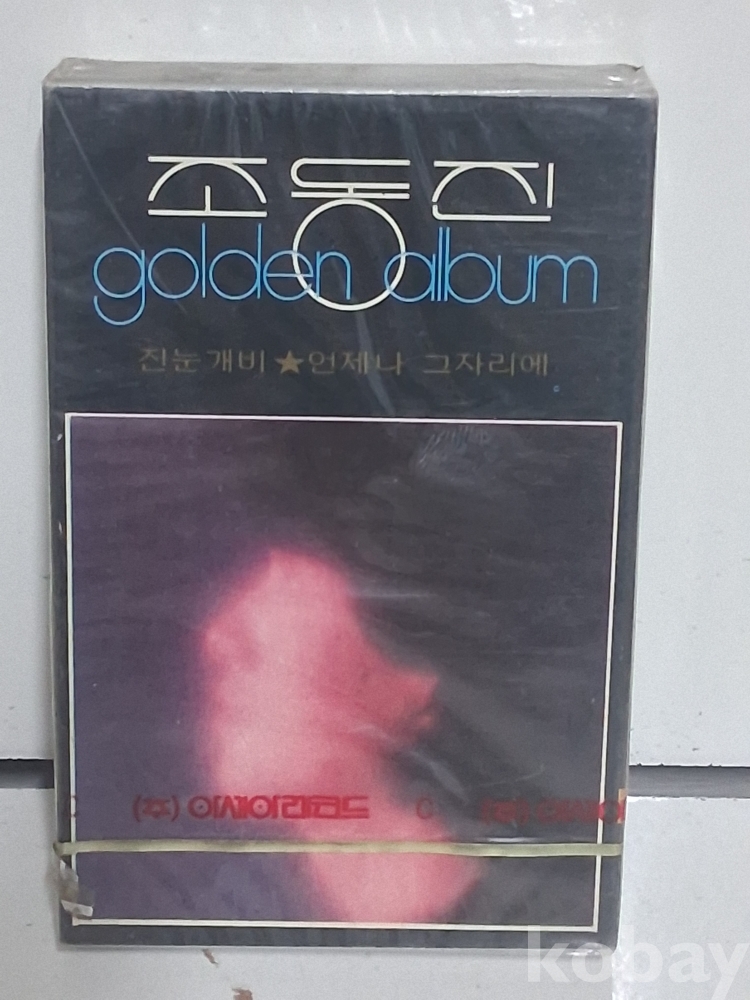 조동진
golden album
진눈개비★언제나 그자리에
(주) 아세아레코드 C
kobay